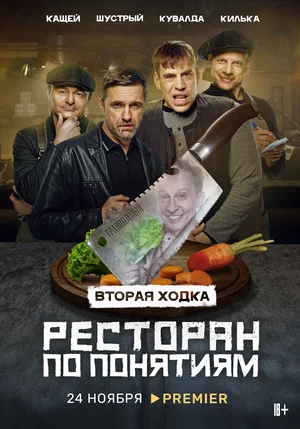 КАЩЕЙ ШУСТРЫЙ КУВАЛДА КИЛЬКА
ВТОРАЯ ХОДКА
РЕСТОРАН
ПО ПОНЯТИЯМ
24 НОЯБРЯ PREMIER
18+